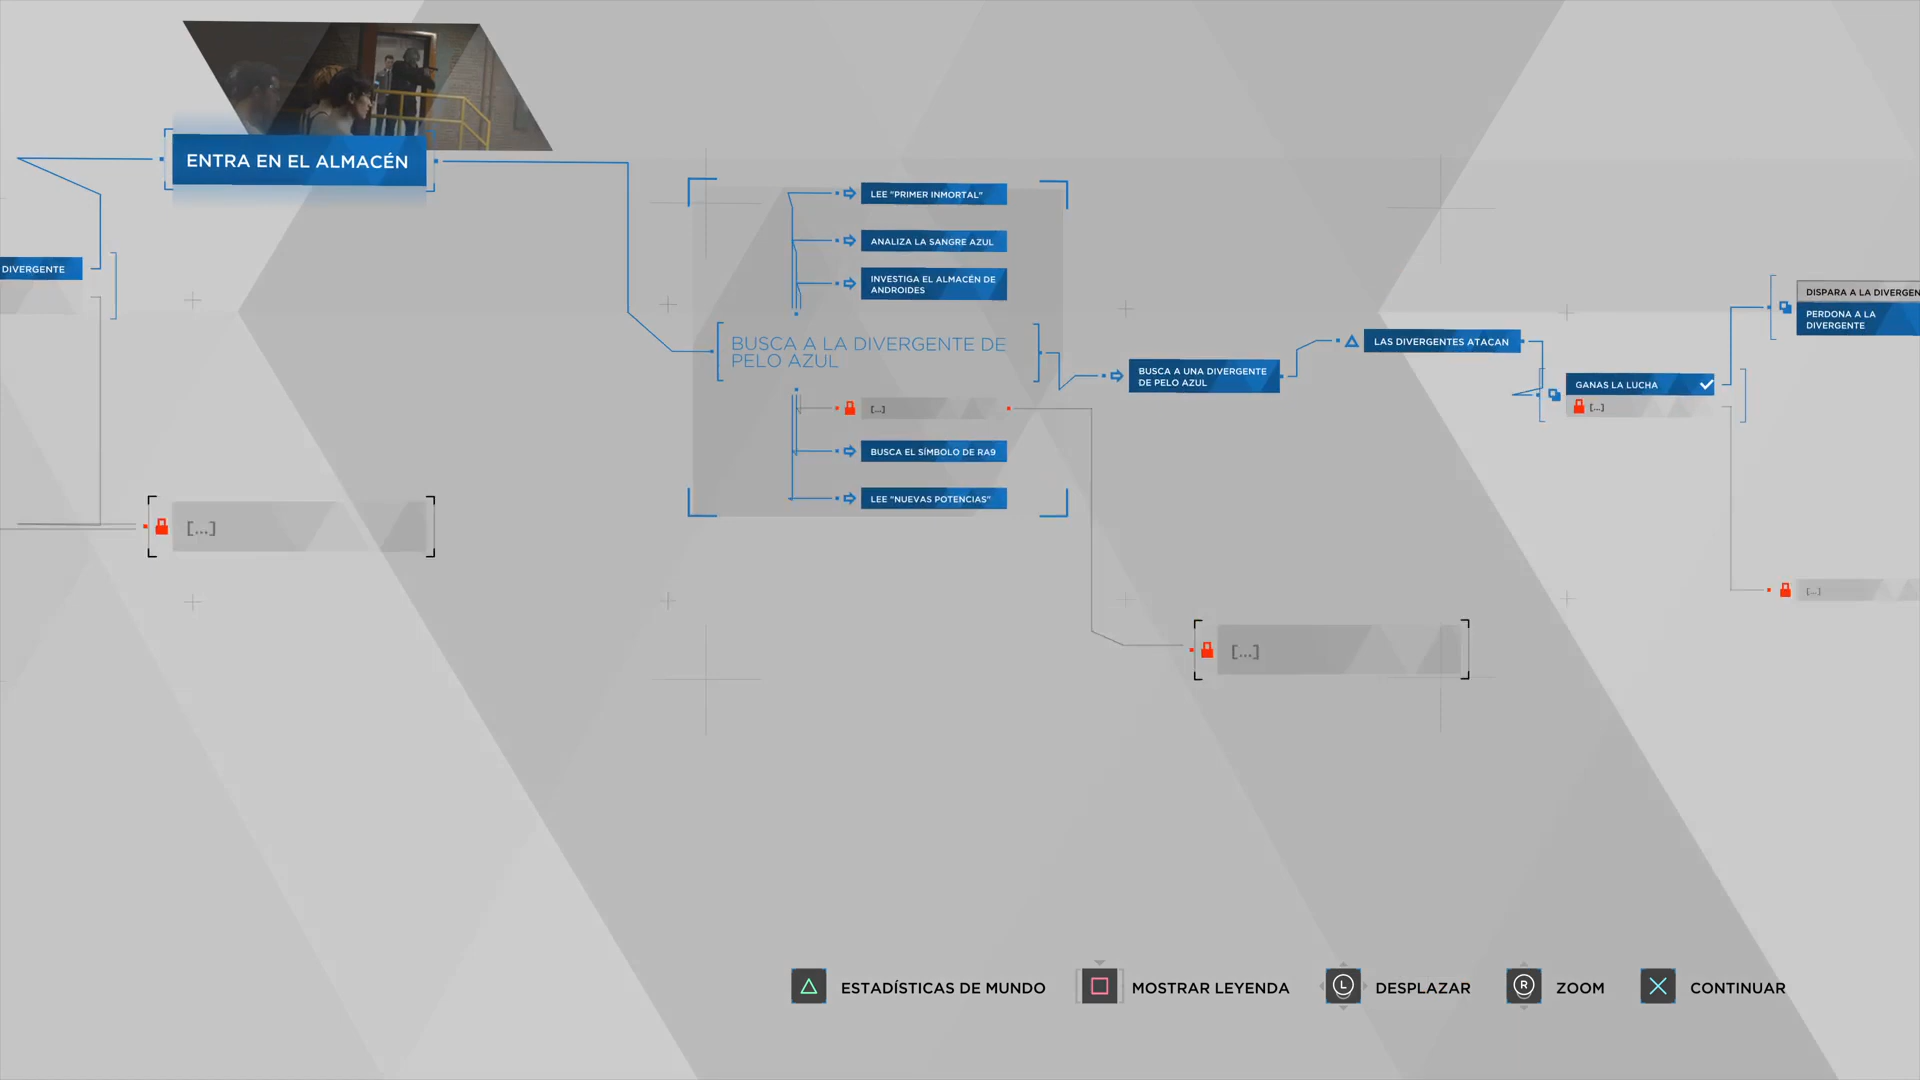 ENTRA EN EL ALMACÉN
DIVERGENTE
[...]
LEE "PRIMER INMORTAL"
ANALIZA LA SANGRE AZUL
INVESTIGA EL ALMACÉN DE
ANDROIDES
BUSCA A LA DIVERGENTE DE
PELO AZUL
[...]
BUSCA EL SÍMBOLO DE RA9
LEE "NUEVAS POTENCIAS"
BUSCA A UNA DIVERGENTE
DE PELO AZUL
LAS DIVERGENTES ATACAN
GANAS LA LUCHA
[...]
DISPARA A LA DIVERGEN
PERDONA A LA
DIVERGENTE
[...]
[...]
ESTADÍSTICAS DE MUNDO
MOSTRAR LEYENDA
L
DESPLAZAR
R
ZOOM
CONTINUAR